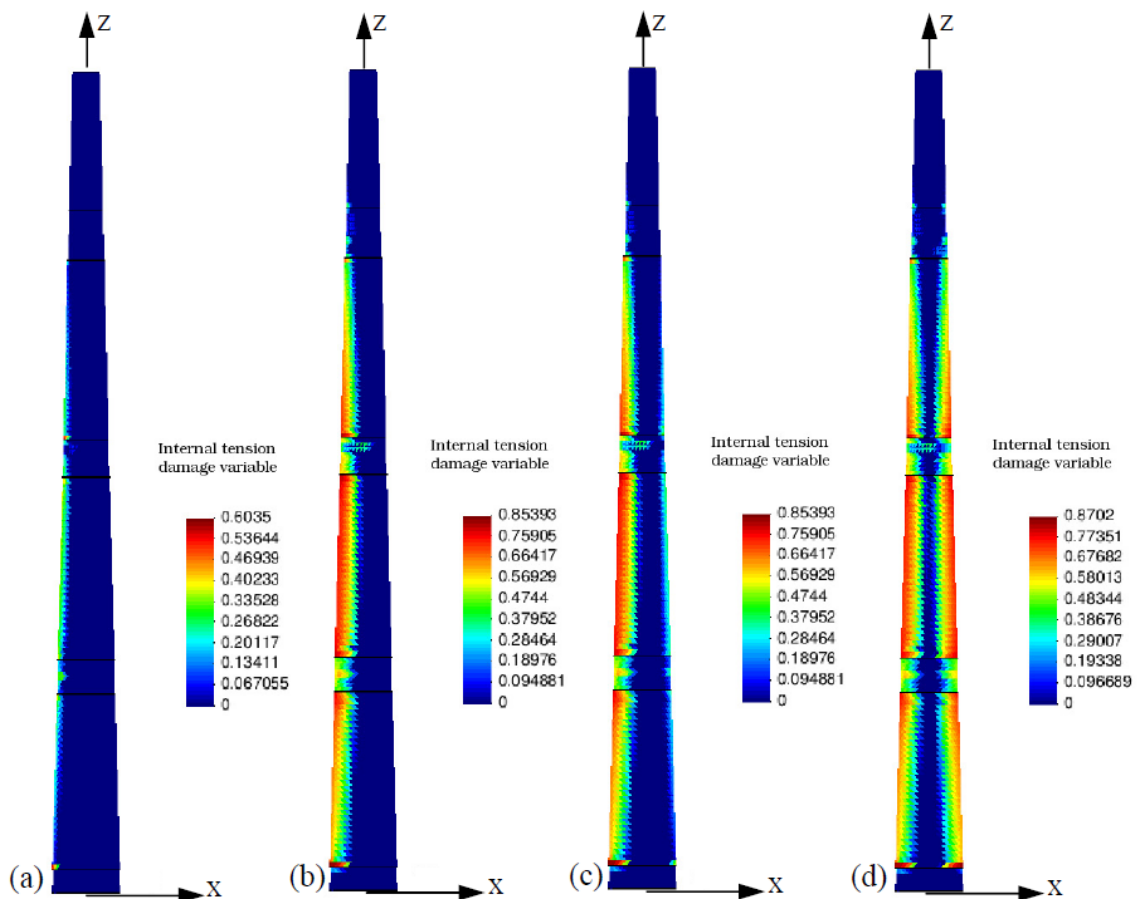 Z
Z
Z
Z
Internal tension
damage variable
0.6035
0.53644
0.46939
0.40233
0.33528
0.26822
0.20117
0.13411
0.067055
0
Internal tension
damage variable
0.85393
0.75905
0.66417
0.56929
0.4744
0.37952
0.28464
0.18976
0.094881
0
Internal tension
damage variable
0.85393
0.75905
0.66417
0.56929
0.4744
0.37952
0.28464
0.18976
0.094881
0
Internal tension
damage variable
0.8702
0.77351
0.67682
0.58013
0.48344
0.38676
0.29007
0.19338
0.096689
0
(a)
X
(b)
X
(c)
X
(d)
X